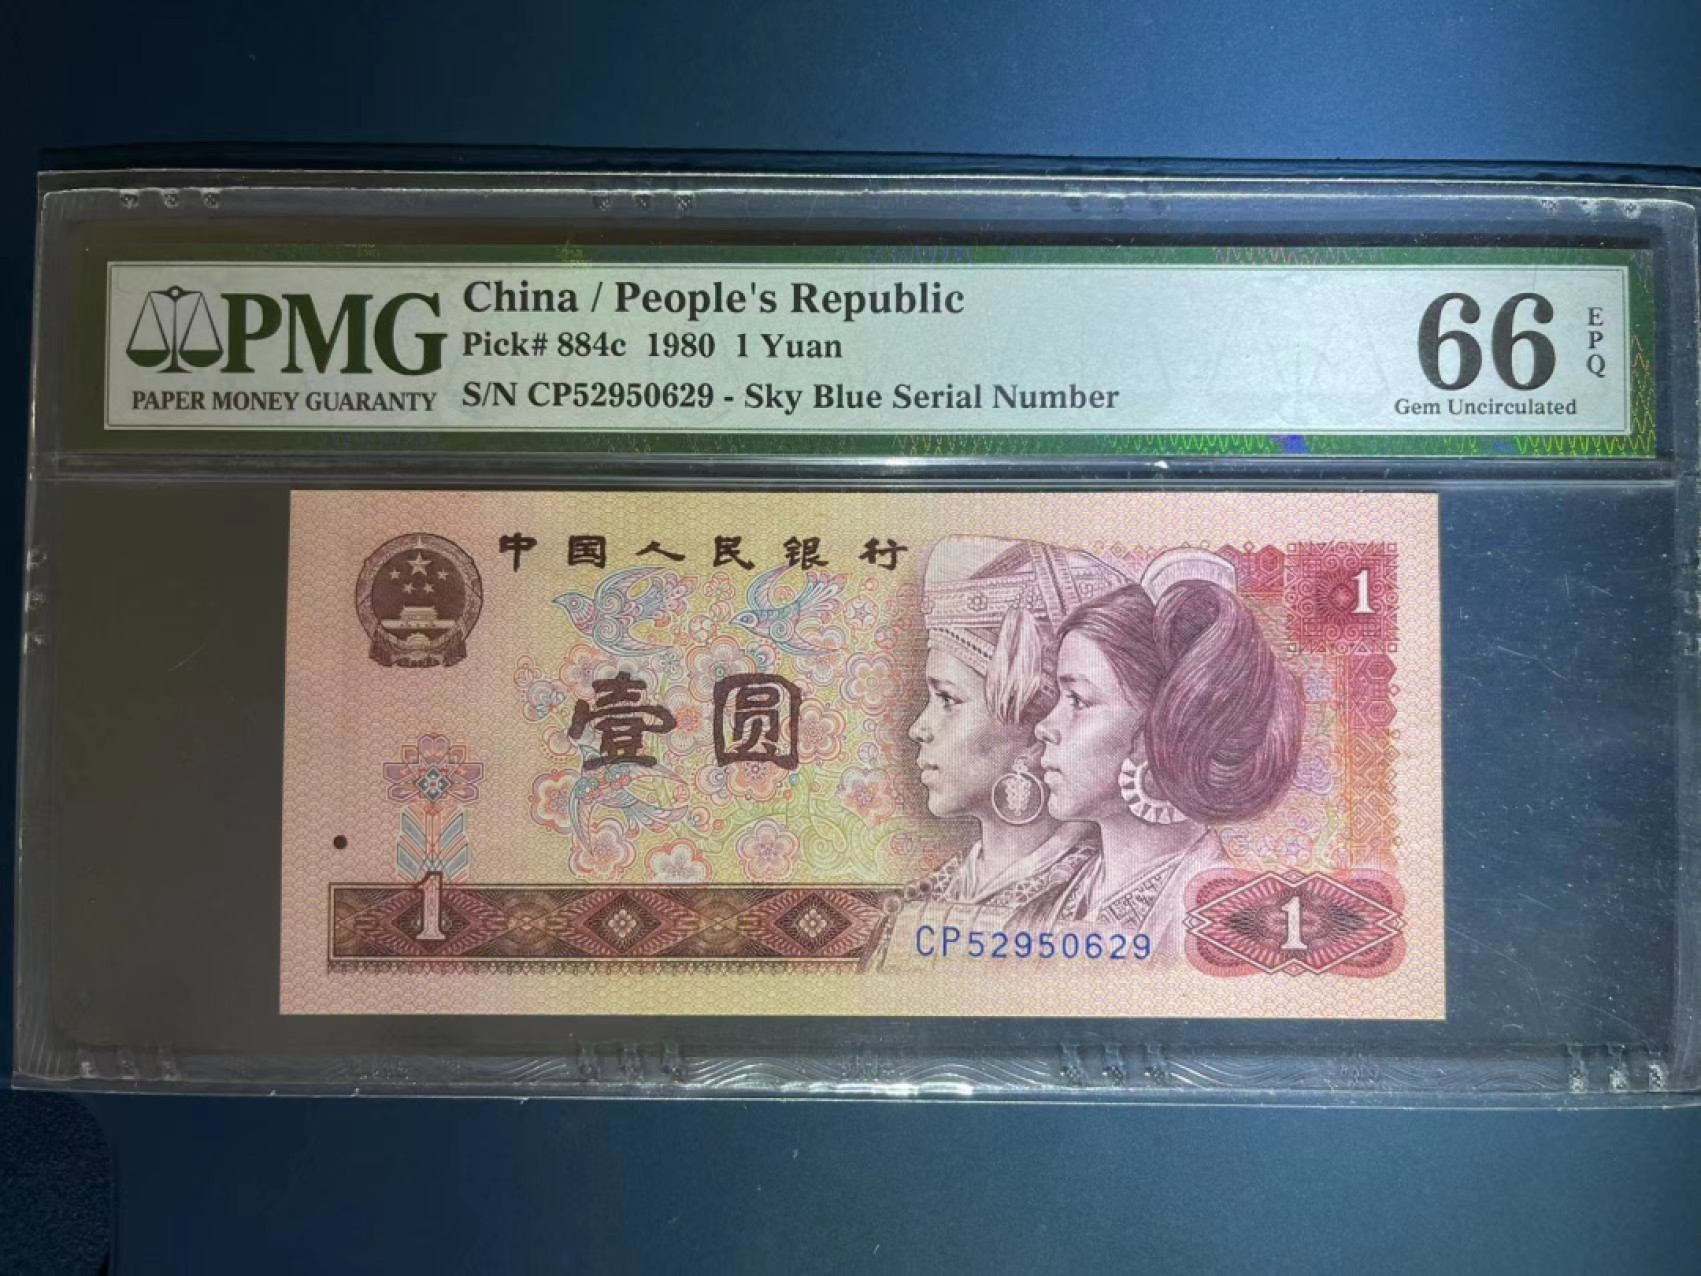 PMG
PAPER MONEY GUARANTY
China / People's Republic
Pick# 884c 1980 1 Yuan
S/N CP52950629 - Sky Blue Serial Number
66
EPQ
Gem Uncirculated
中国人民银行
1
壹圆
1
CP52950629
1